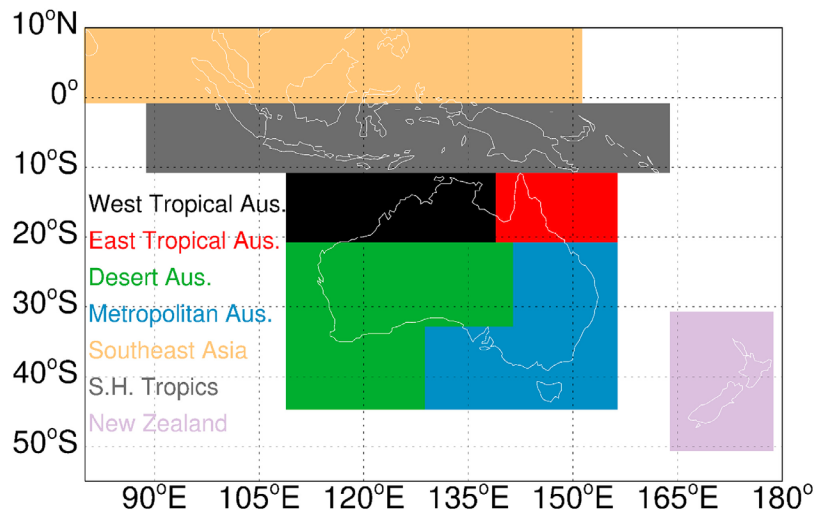 10°N
0°
10°S
West Tropical Aus.
20°S
East Tropical Aus.
Desert Aus.
30°S
Metropolitan Aus.
Southeast Asia
40°S
S.H. Tropics
New Zealand
50°S
90°E 105°E 120°E 135°E 150°E 165°E 180°